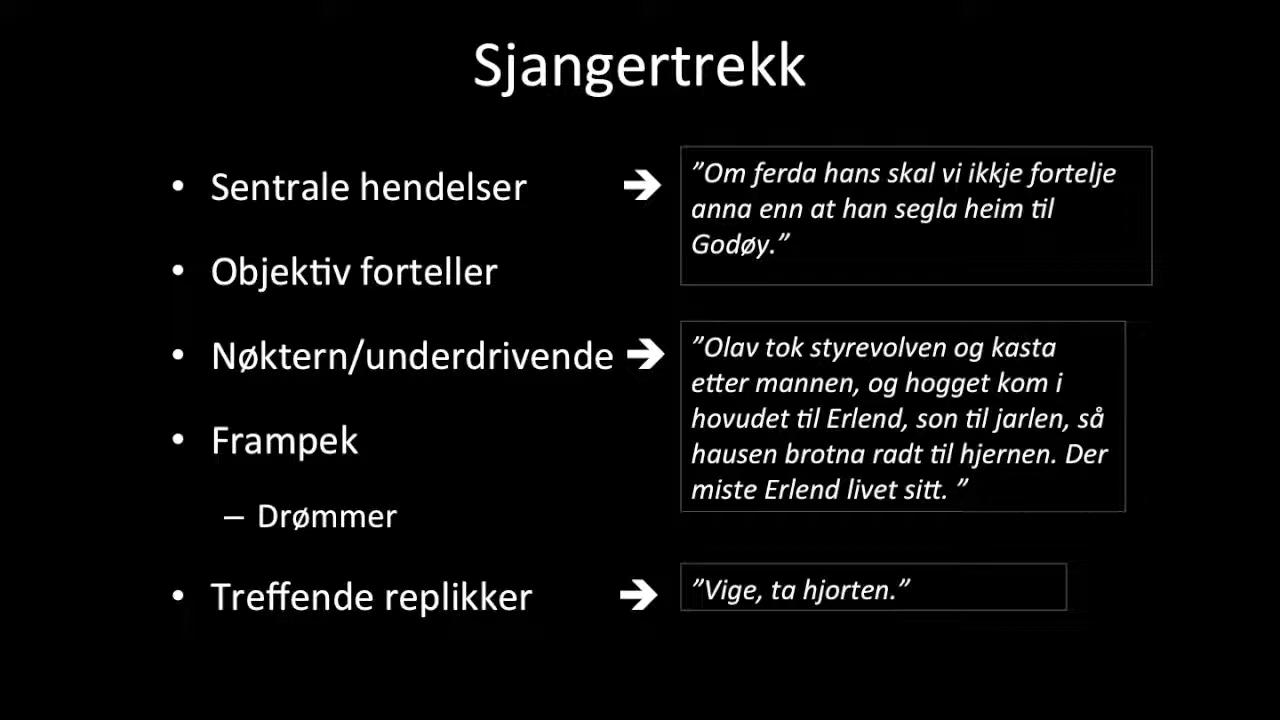 Sjangertrekk
• Sentrale hendelser ➔
”Om ferda hans skal vi ikkje fortelje
anna enn at han segla heim til
Godøy.”
• Objektiv forteller
• Nøktern/underdrivende ➔
”Olav tok styrevolven og kasta
etter mannen, og hogget kom i
hovudet til Erlend, son til jarlen, så
hausen brotna radt til hjernen. Der
miste Erlend livet sitt. ”
• Frampek
– Drømmer
• Treffende replikker ➔
”Vige, ta hjorten.”